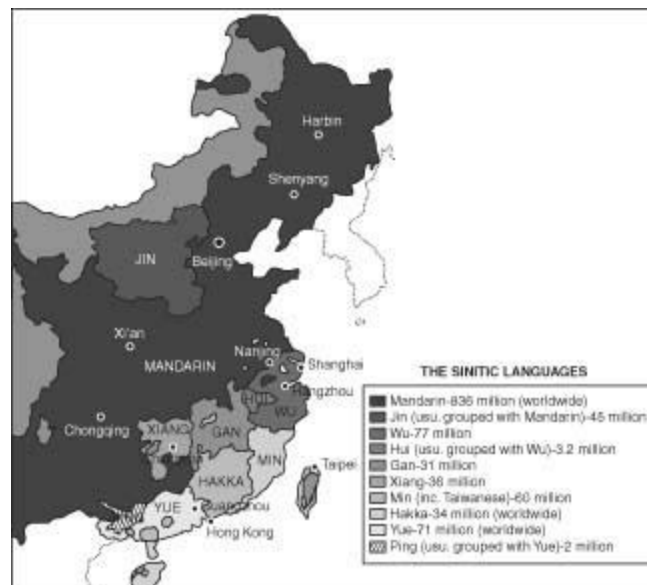 Harbin
Shenyang
JIN
Beijing
Xi'an
MANDARIN
Nanjing
Shanghai
Hangzhou
HUI
WU
Chongqing
XIANG
GAN
MIN
Taipei
HAKKA
YUE
Guangzhou
Hong Kong
THE SINITIC LANGUAGES
Mandarin-836 million (worldwide)
Jin (usu. grouped with Mandarin)-45 million
Wu-77 million
Hui (usu. grouped with Wu)-3.2 million
Gan-31 million
Xiang-36 million
Min (inc. Taiwanese)-60 million
Hakka-34 million (worldwide)
Yue-71 million (worldwide)
Ping (usu. grouped with Yue)-2 million